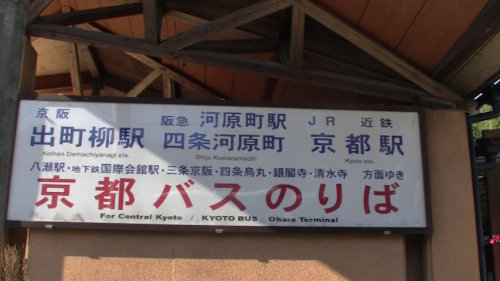 京阪 阪急 河原町駅 JR 近鉄
出町柳駅 四条河原町 京都駅
Keihan Demachiyanagi sta. Shijo Kawaramachi Kyoto sta.
八瀬駅・地下鉄国際会館駅・三条京阪・四条烏丸・銀閣寺・清水寺 方面ゆき
京都バスのりば
For Central Kyoto / KYOTO BUS Ohara Terminal